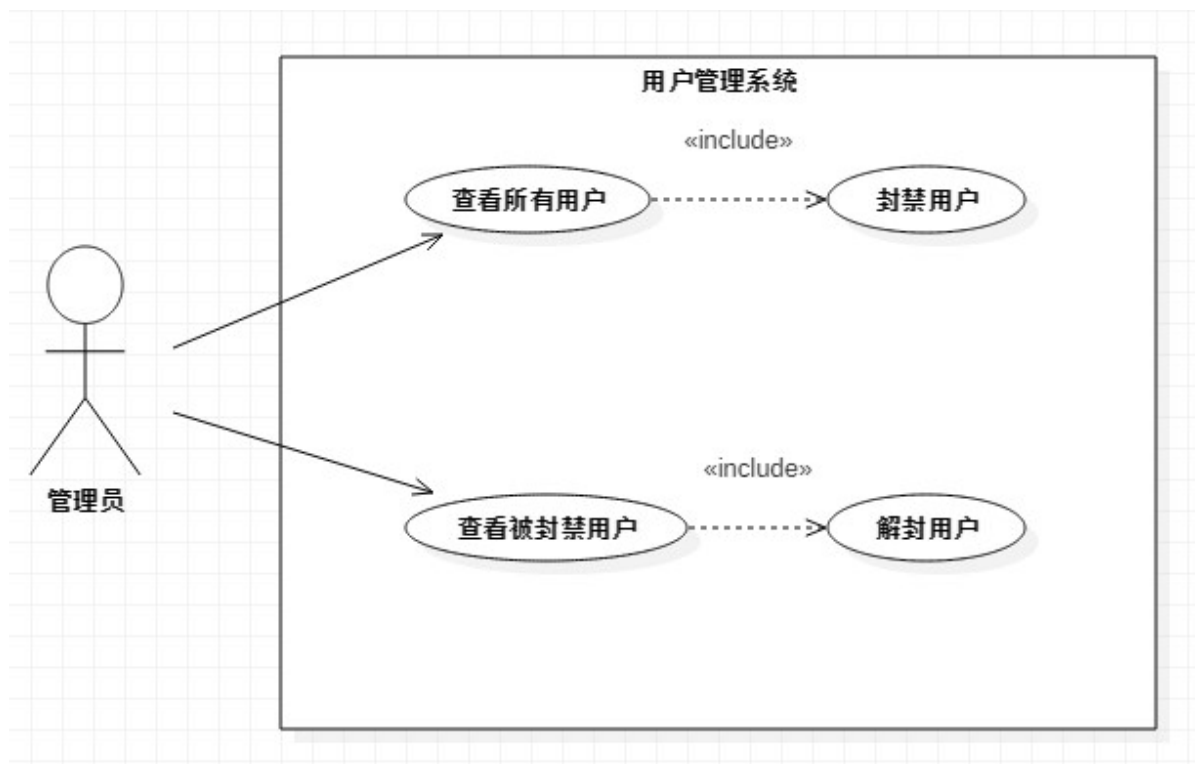 用户管理系统
«include»
查看所有用户
封禁用户
管理员
«include»
查看被封禁用户
解封用户